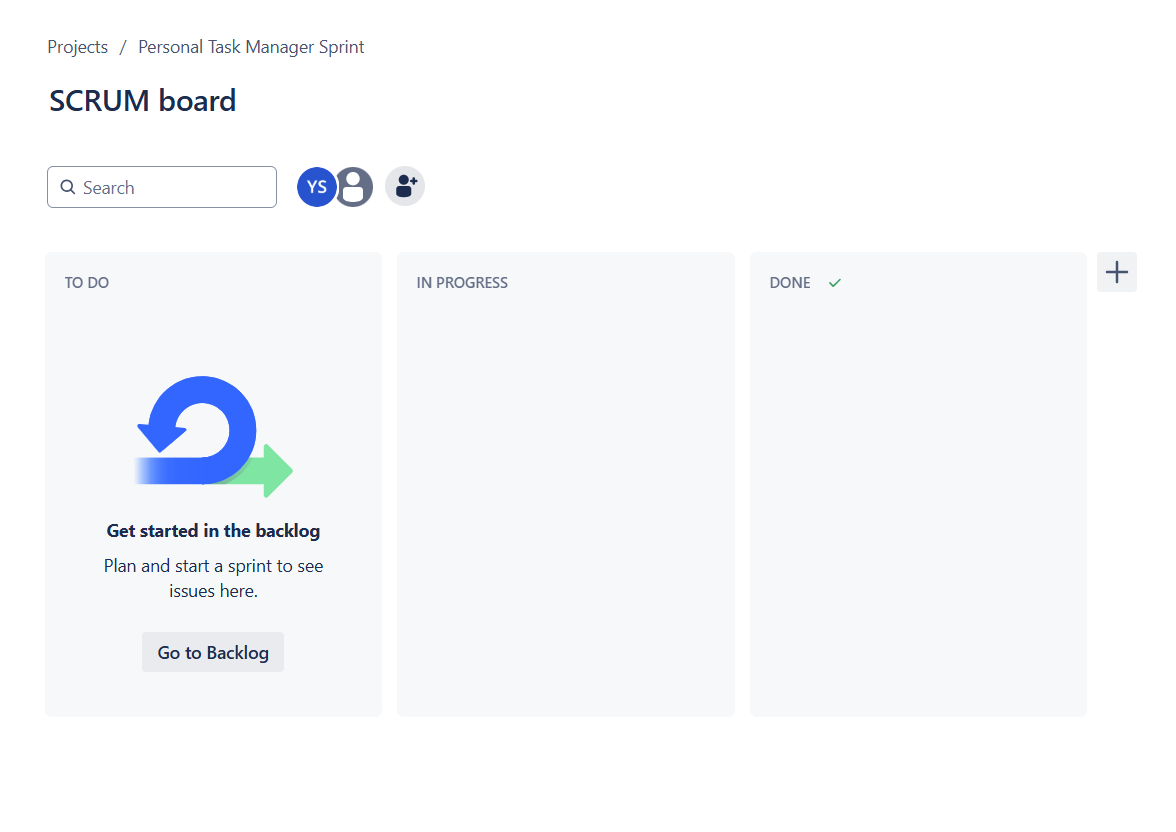 Projects / Personal Task Manager Sprint
SCRUM board
Search
YS
TO DO
IN PROGRESS
DONE
Get started in the backlog
Plan and start a sprint to see
issues here.
Go to Backlog